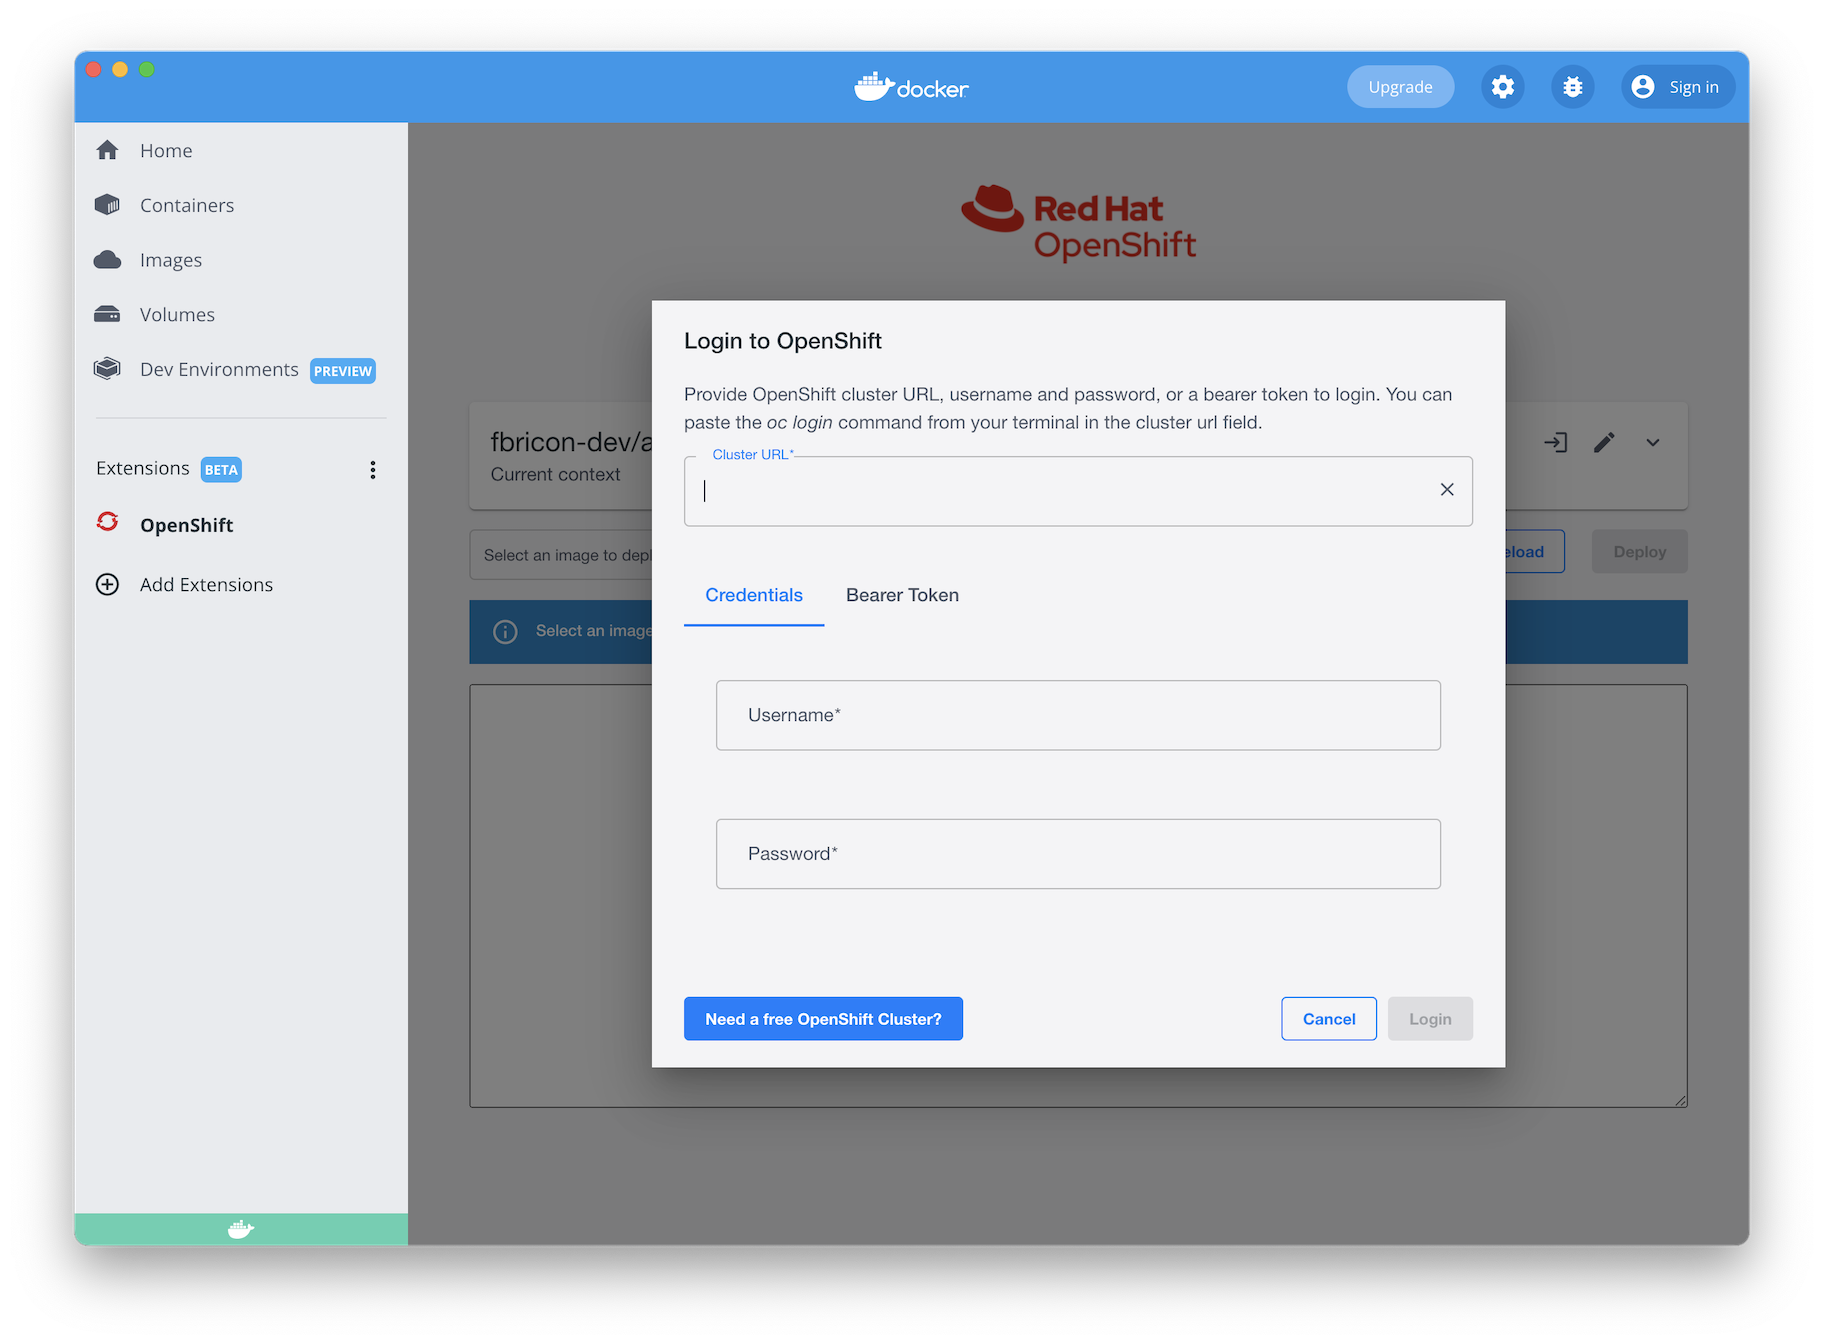 docker
Upgrade
Sign in
Home
Containers
Images
Volumes
Dev Environments PREVIEW
Extensions BETA
OpenShift
Add Extensions
Red Hat
OpenShift
fbricon-dev/a
Current context
Select an image to depl
eload
Deploy
Select an image
Login to OpenShift
Provide OpenShift cluster URL, username and password, or a bearer token to login. You can
paste the oc login command from your terminal in the cluster url field.
Cluster URL*
Credentials
Bearer Token
Username*
Password*
Need a free OpenShift Cluster?
Cancel
Login